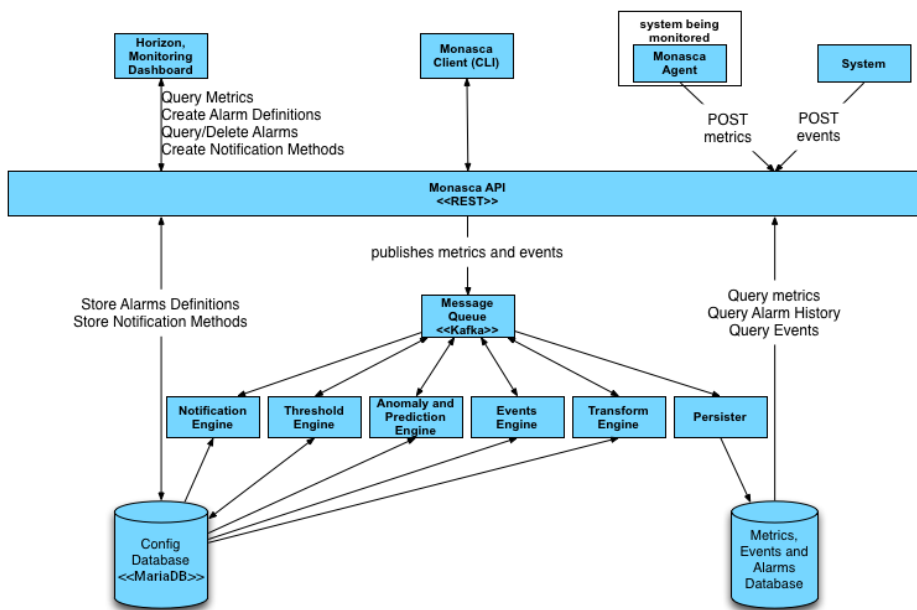 Horizon,
Monitoring
Dashboard
Monasca
Client (CLI)
system being
monitored
Monasca
Agent
System
Query Metrics
Create Alarm Definitions
Query/Delete Alarms
Create Notification Methods
POST
metrics
POST
events
Monasca API
<<REST>>
publishes metrics and events
Store Alarms Definitions
Store Notification Methods
Message
Queue
<<Kafka>>
Query metrics
Query Alarm History
Query Events
Notification
Engine
Threshold
Engine
Anomaly and
Prediction
Engine
Events
Engine
Transform
Engine
Persister
Config
Database
<<MariaDB>>
Metrics,
Events and
Alarms
Database